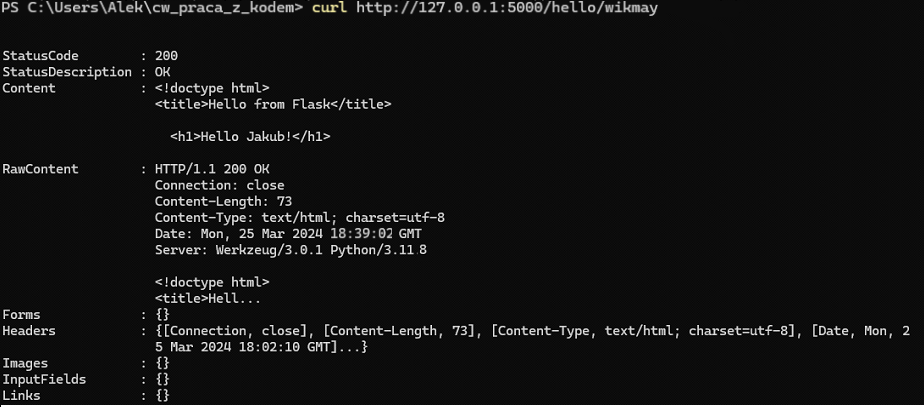 PS C:\Users\Alek\cw_praca_z_kodem> curl http://127.0.0.1:5000/hello/wikmay
StatusCode        : 200
StatusDescription : OK
Content           : <!doctype html>
                    <title>Hello from Flask</title>
                      <h1>Hello Jakub!</h1>
RawContent        : HTTP/1.1 200 OK
                    Connection: close
                    Content-Length: 73
                    Content-Type: text/html; charset=utf-8
                    Date: Mon, 25 Mar 2024 18:39:02 GMT
                    Server: Werkzeug/3.0.1 Python/3.11.8
                    <!doctype html>
                    <title>Hell...
Forms             : {}
Headers           : {[Connection, close], [Content-Length, 73], [Content-Type, text/html; charset=utf-8], [Date, Mon, 2
                    5 Mar 2024 18:02:10 GMT]...}
Images            : {}
InputFields       : {}
Links             : {}